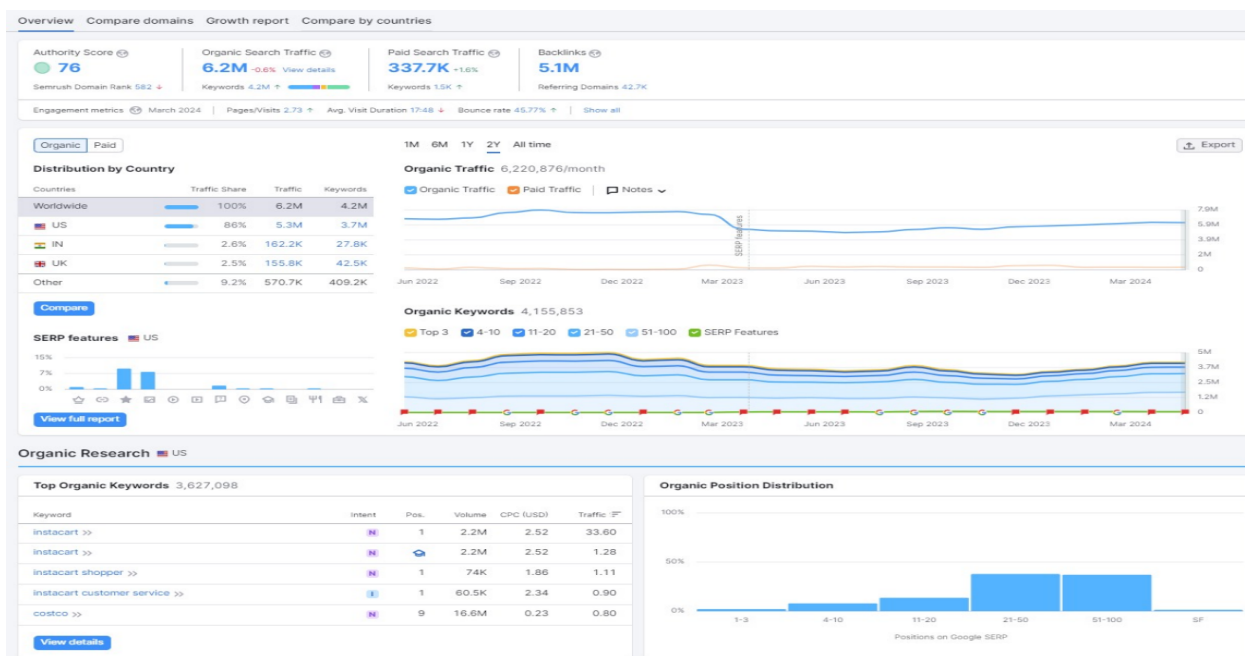 Overview Compare domains Growth report Compare by countries
Authority Score Organic Search Traffic Paid Search Traffic Backlinks
76 6.2M -0.6% View details 337.7K +1.6% 5.1M
Semrush Domain Rank 582 ↓ Keywords 4.2M ↑ Keywords 1.5K ↑ Referring Domains 42.7K
Engagement metrics March 2024 Pages/Visits 2.73 ↑ Avg. Visit Duration 17:48 ↓ Bounce rate 45.77% ↑ Show all
Organic Paid
Distribution by Country
Countries Traffic Share Traffic Keywords
Worldwide 100% 6.2M 4.2M
US 86% 5.3M 3.7M
IN 2.6% 162.2K 27.8K
UK 2.5% 155.8K 42.5K
Other 9.2% 570.7K 409.2K
Compare
SERP features US
15%
7%
0%
View full report
1M 6M 1Y 2Y All time
Export
Organic Traffic 6,220,876/month
Organic Traffic Paid Traffic Notes
SERP features
7.9M
5.9M
3.9M
2M
0
Jun 2022 Sep 2022 Dec 2022 Mar 2023 Jun 2023 Sep 2023 Dec 2023 Mar 2024
Organic Keywords 4,155,853
Top 3 4-10 11-20 21-50 51-100 SERP Features
5M
3.7M
2.5M
1.2M
0
Jun 2022 Sep 2022 Dec 2022 Mar 2023 Jun 2023 Sep 2023 Dec 2023 Mar 2024
Organic Research US
Top Organic Keywords 3,627,098
Keyword Intent Pos. Volume CPC (USD) Traffic
instacart >> N 1 2.2M 2.52 33.60
instacart >> N 2.2M 2.52 1.28
instacart shopper >> N 1 74K 1.86 1.11
instacart customer service >> I 1 60.5K 2.34 0.90
costco >> N 9 16.6M 0.23 0.80
View details
Organic Position Distribution
100%
50%
0%
1-3 4-10 11-20 21-50 51-100 SF
Positions on Google SERP